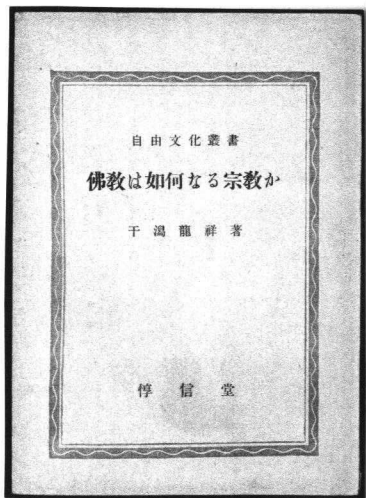 自由文化叢書
佛教は如何なる宗教か
干潟龍祥著
惇信堂